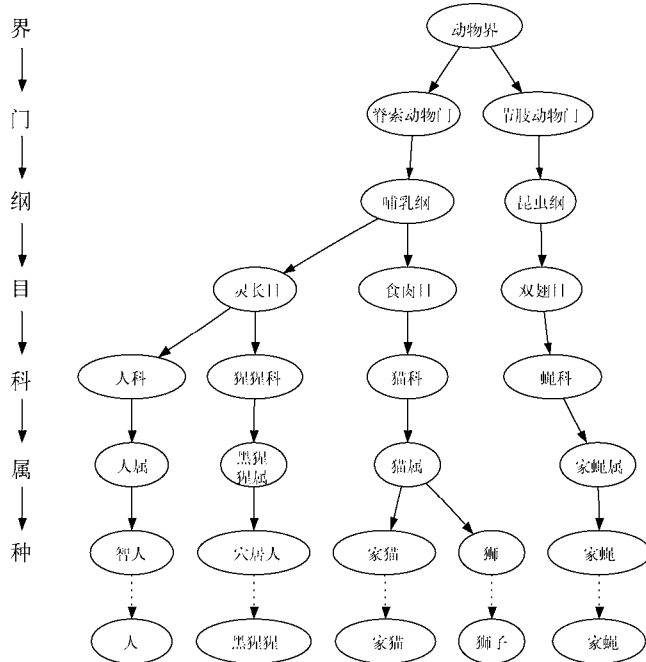 界
动物界
门
脊索动物门
节肢动物门
纲
哺乳纲
昆虫纲
目
灵长目
食肉目
双翅目
科
人科
猩猩科
猫科
蝇科
属
人属
黑猩
猩属
猫属
家蝇属
种
智人
穴居人
家猫
狮
家蝇
人
黑猩猩
家猫
狮子
家蝇